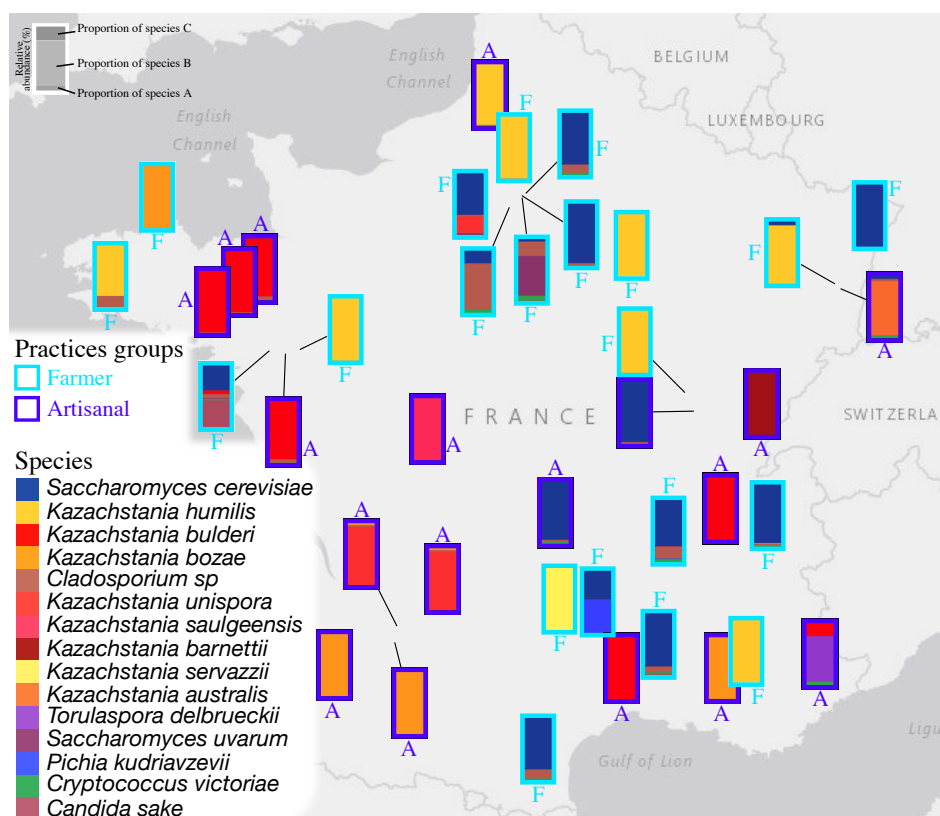 Proportion of species C
Relative
abundance (%)
Proportion of species B
Proportion of species A
English
Channel
English
Channel
BELGIUM
LUXEMBOURG
FRANCE
SWITZERLA
Gulf of Lion
Ligu
A
F
F
F
F
F
A
A
A
F
F
F
F
F
F
A
F
F
A
A
A
A
A
F
F
A
A
F
F
F
A
A
A
F
A
A
F
Practices groups
Farmer
Artisanal
Species
Saccharomyces cerevisiae
Kazachstania humilis
Kazachstania bulderi
Kazachstania bozae
Cladosporium sp
Kazachstania unispora
Kazachstania saulgeensis
Kazachstania barnettii
Kazachstania servazzii
Kazachstania australis
Torulaspora delbrueckii
Saccharomyces uvarum
Pichia kudriavzevii
Cryptococcus victoriae
Candida sake